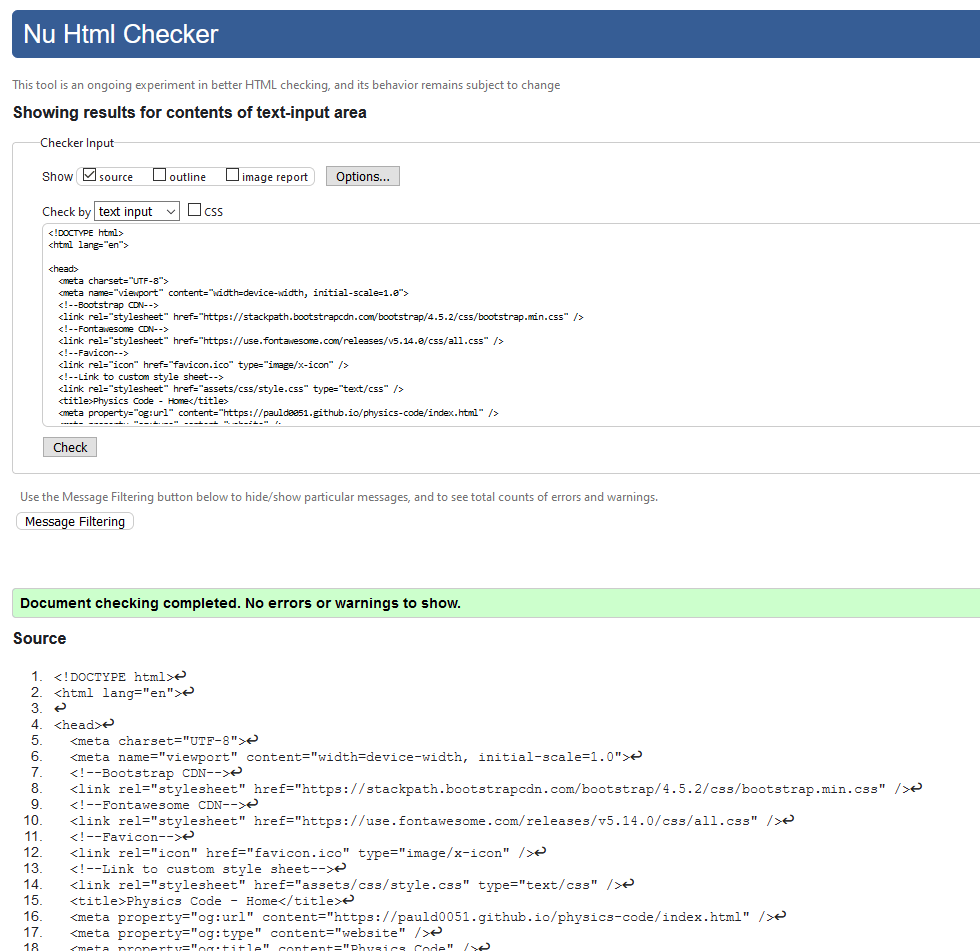 Nu Html Checker
This tool is an ongoing experiment in better HTML checking, and its behavior remains subject to change
Showing results for contents of text-input area
Checker Input
Show source outline image report Options...
Check by text input CSS
<!DOCTYPE html>
<html lang="en">
<head>
<meta charset="UTF-8">
<meta name="viewport" content="width=device-width, initial-scale=1.0">
<!--Bootstrap CDN-->
<link rel="stylesheet" href="https://stackpath.bootstrapcdn.com/bootstrap/4.5.2/css/bootstrap.min.css" />
<!--Fontawesome CDN-->
<link rel="stylesheet" href="https://use.fontawesome.com/releases/v5.14.0/css/all.css" />
<!--Favicon-->
<link rel="icon" href="favicon.ico" type="image/x-icon" />
<!--Link to custom style sheet-->
<link rel="stylesheet" href="assets/css/style.css" type="text/css" />
<title>Physics Code - Home</title>
<meta property="og:url" content="https://pauld0051.github.io/physics-code/index.html" />
Check
Use the Message Filtering button below to hide/show particular messages, and to see total counts of errors and warnings.
Message Filtering
Document checking completed. No errors or warnings to show.
Source
1. <!DOCTYPE html>↩
2. <html lang="en">↩
3. ↩
4. <head>↩
5. <meta charset="UTF-8">↩
6. <meta name="viewport" content="width=device-width, initial-scale=1.0">↩
7. <!--Bootstrap CDN-->↩
8. <link rel="stylesheet" href="https://stackpath.bootstrapcdn.com/bootstrap/4.5.2/css/bootstrap.min.css" />↩
9. <!--Fontawesome CDN-->↩
10. <link rel="stylesheet" href="https://use.fontawesome.com/releases/v5.14.0/css/all.css" />↩
11. <!--Favicon-->↩
12. <link rel="icon" href="favicon.ico" type="image/x-icon" />↩
13. <!--Link to custom style sheet-->↩
14. <link rel="stylesheet" href="assets/css/style.css" type="text/css" />↩
15. <title>Physics Code - Home</title>↩
16. <meta property="og:url" content="https://pauld0051.github.io/physics-code/index.html" />↩
17. <meta property="og:type" content="website" />↩
18. <meta property="og:title" content="Physics Code" />↩